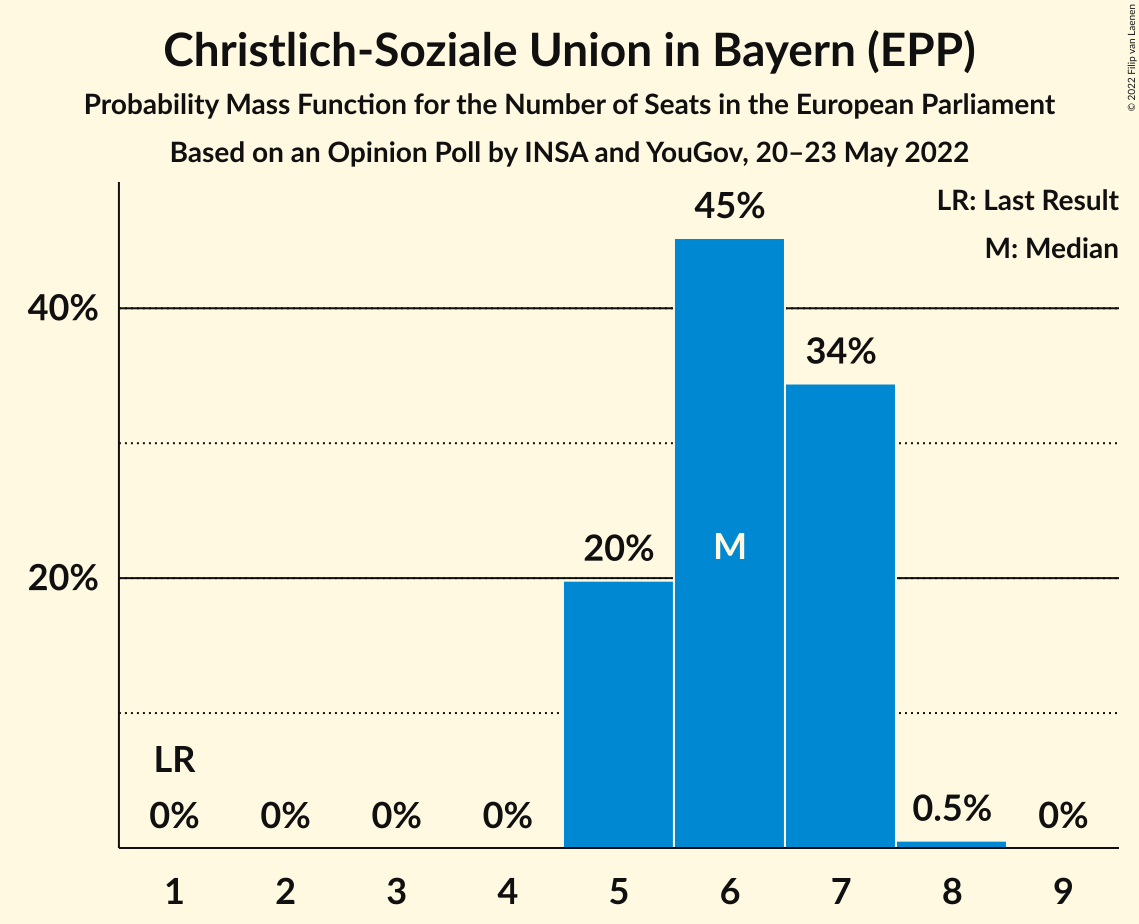 Christlich-Soziale Union in Bayern (EPP)
Probability Mass Function for the Number of Seats in the European Parliament
Based on an Opinion Poll by INSA and YouGov, 20–23 May 2022
© 2022 Filip van Laenen
LR: Last Result
M: Median
45%
40%
34%
20%
M
20%
LR
0%
0%
0%
0%
0.5%
0%
1 2 3 4 5 6 7 8 9